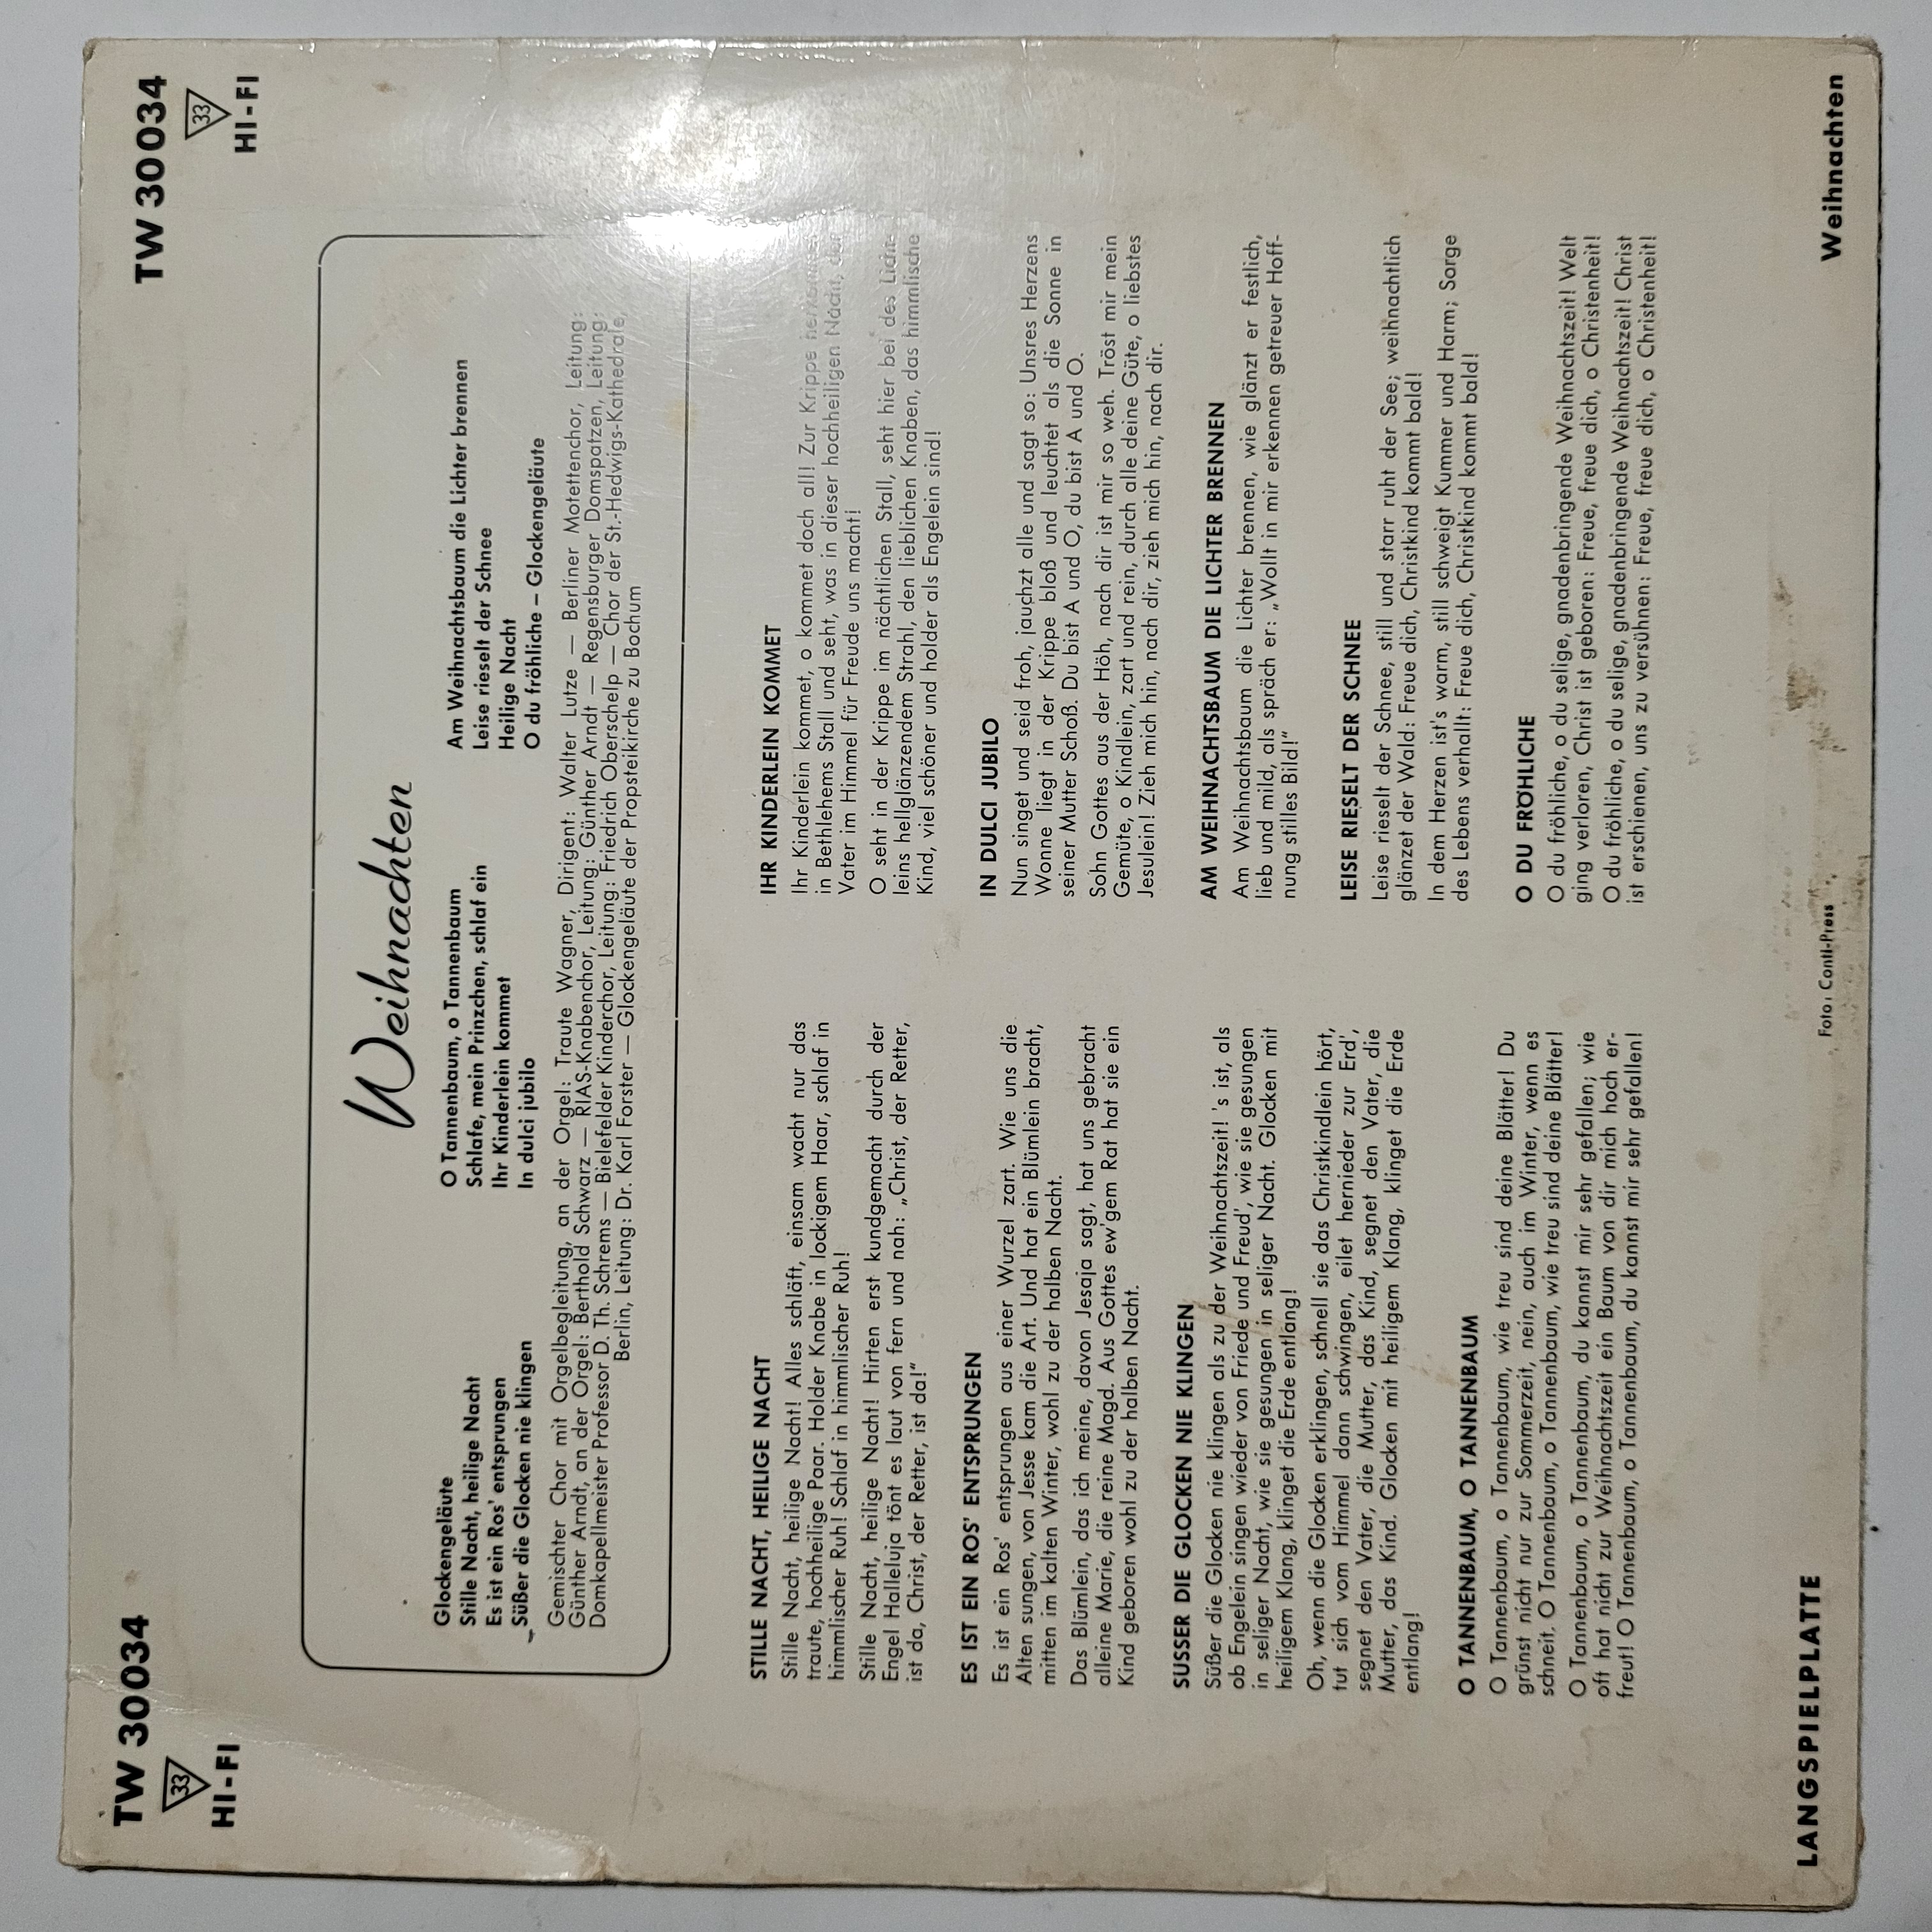 TW 30034
33
HI-FI
TW 30034
33
HI-FI
Weihnachten
Glockengeläute
Stille Nacht, heilige Nacht
Es ist ein Ros' entsprungen
Süßer die Glocken nie klingen
O Tannenbaum, o Tannenbaum
Schlafe, mein Prinzchen, schlaf ein
Ihr Kinderlein kommet
In dulci jubilo
Am Weihnachtsbaum die Lichter brennen
Leise rieselt der Schnee
Heilige Nacht
O du fröhliche – Glockengeläute
Gemischter Chor mit Orgelbegleitung, an der Orgel: Traute Wagner, Dirigent: Walter Lutze — Berliner Motettenchor, Leitung:
Günther Arndt, an der Orgel: Berthold Schwarz — RIAS-Knabenchor, Leitung: Günther Arndt — Regensburger Domspatzen, Leitung:
Domkapellmeister Professor D. Th. Schrems — Bielefelder Kinderchor, Leitung: Friedrich Oberschelp — Chor der St.-Hedwigs-Kathedrale,
Berlin, Leitung: Dr. Karl Forster — Glockengeläute der Propsteikirche zu Bochum
STILLE NACHT, HEILIGE NACHT
Stille Nacht, heilige Nacht! Alles schläft, einsam wacht nur das
traute, hochheilige Paar. Holder Knabe in lockigem Haar, schlaf in
himmlischer Ruh! Schlaf in himmlischer Ruh!
Stille Nacht, heilige Nacht! Hirten erst kundgemacht durch der
Engel Halleluja tönt es laut von fern und nah: „Christ, der Retter,
ist da, Christ, der Retter, ist da!“
ES IST EIN ROS' ENTSPRUNGEN
Es ist ein Ros' entsprungen aus einer Wurzel zart. Wie uns die
Alten sungen, von Jesse kam die Art. Und hat ein Blümlein bracht,
mitten im kalten Winter, wohl zu der halben Nacht.
Das Blümlein, das ich meine, davon Jesaja sagt, hat uns gebracht
alleine Marie, die reine Magd. Aus Gottes ew'gem Rat hat sie ein
Kind geboren wohl zu der halben Nacht.
SUSSER DIE GLOCKEN NIE KLINGEN
Süßer die Glocken nie klingen als zu der Weihnachtszeit! 's ist, als
ob Engelein singen wieder von Friede und Freud', wie sie gesungen
in seliger Nacht, wie sie gesungen in seliger Nacht. Glocken mit
heiligem Klang, klinget die Erde entlang!
Oh, wenn die Glocken erklingen, schnell sie das Christkindlein hört,
tut sich vom Himmel dann schwingen, eilet hernieder zur Erd',
segnet den Vater, die Mutter, das Kind, segnet den Vater, die
Mutter, das Kind. Glocken mit heiligem Klang, klinget die Erde
entlang!
O TANNENBAUM, O TANNENBAUM
O Tannenbaum, o Tannenbaum, wie treu sind deine Blätter! Du
grünst nicht nur zur Sommerzeit, nein, auch im Winter, wenn es
schneit. O Tannenbaum, o Tannenbaum, wie treu sind deine Blätter!
O Tannenbaum, o Tannenbaum, du kannst mir sehr gefallen; wie
oft hat nicht zur Weihnachtszeit ein Baum von dir mich hoch er-
freut! O Tannenbaum, o Tannenbaum, du kannst mir sehr gefallen!
IHR KINDERLEIN KOMMET
Ihr Kinderlein kommet, o kommet doch all! Zur Krippe
in Bethlehems Stall und seht, was in dieser hochheiligen Nacht, der
Vater im Himmel für Freude uns macht!
O seht in der Krippe im nächtlichen Stall, seht hier bei des Licht-
leins hellglänzendem Strahl, den lieblichen Knaben, das himmlische
Kind, viel schöner und holder als Engelein sind!
IN DULCI JUBILO
Nun singet und seid froh, jauchzt alle und sagt so: Unsres Herzens
Wonne liegt in der Krippe bloß und leuchtet als die Sonne in
seiner Mutter Schoß. Du bist A und O, du bist A und O.
Sohn Gottes aus der Höh, nach dir ist mir so weh. Tröst mir mein
Gemüte, o Kindlein, zart und rein, durch alle deine Güte, o liebstes
Jesulein! Zieh mich hin, nach dir, zieh mich hin, nach dir.
AM WEIHNACHTSBAUM DIE LICHTER BRENNEN
Am Weihnachtsbaum die Lichter brennen, wie glänzt er festlich,
lieb und mild, als spräch er: „Wollt in mir erkennen getreuer Hoff-
nung stilles Bild!“
LEISE RIESELT DER SCHNEE
Leise rieselt der Schnee, still und starr ruht der See; weihnachtlich
glänzet der Wald: Freue dich, Christkind kommt bald!
In dem Herzen ist's warm, still schweigt Kummer und Harm; Sorge
des Lebens verhallt: Freue dich, Christkind kommt bald!
O DU FRÖHLICHE
O du fröhliche, o du selige, gnadenbringende Weihnachtszeit! Welt
ging verloren, Christ ist geboren: Freue, freue dich, o Christenheit!
O du fröhliche, o du selige, gnadenbringende Weihnachtszeit! Christ
ist erschienen, uns zu versühnen: Freue, freue dich, o Christenheit!
LANGSPIELPLATTE
Foto: Conti-Press
Weihnachten